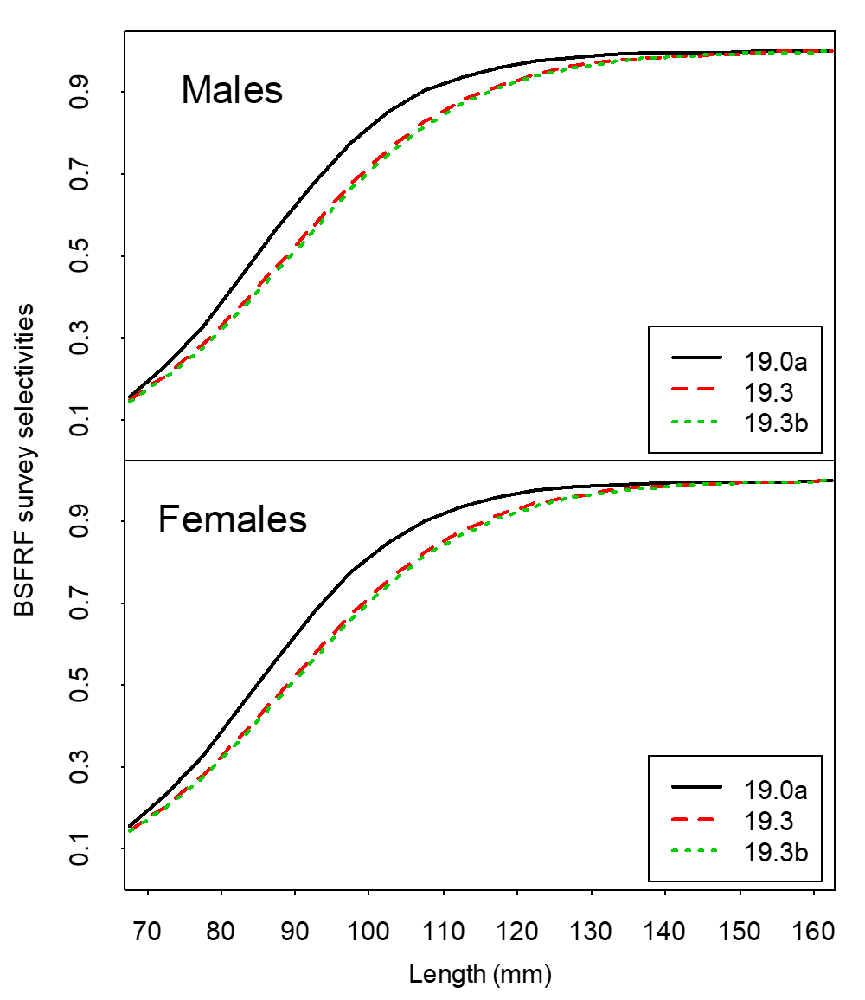 BSFRF survey selectivities
Males
0.9
0.7
0.5
0.3
0.1
19.0a
19.3
19.3b
Females
0.9
0.7
0.5
0.3
0.1
19.0a
19.3
19.3b
70 80 90 100 110 120 130 140 150 160
Length (mm)